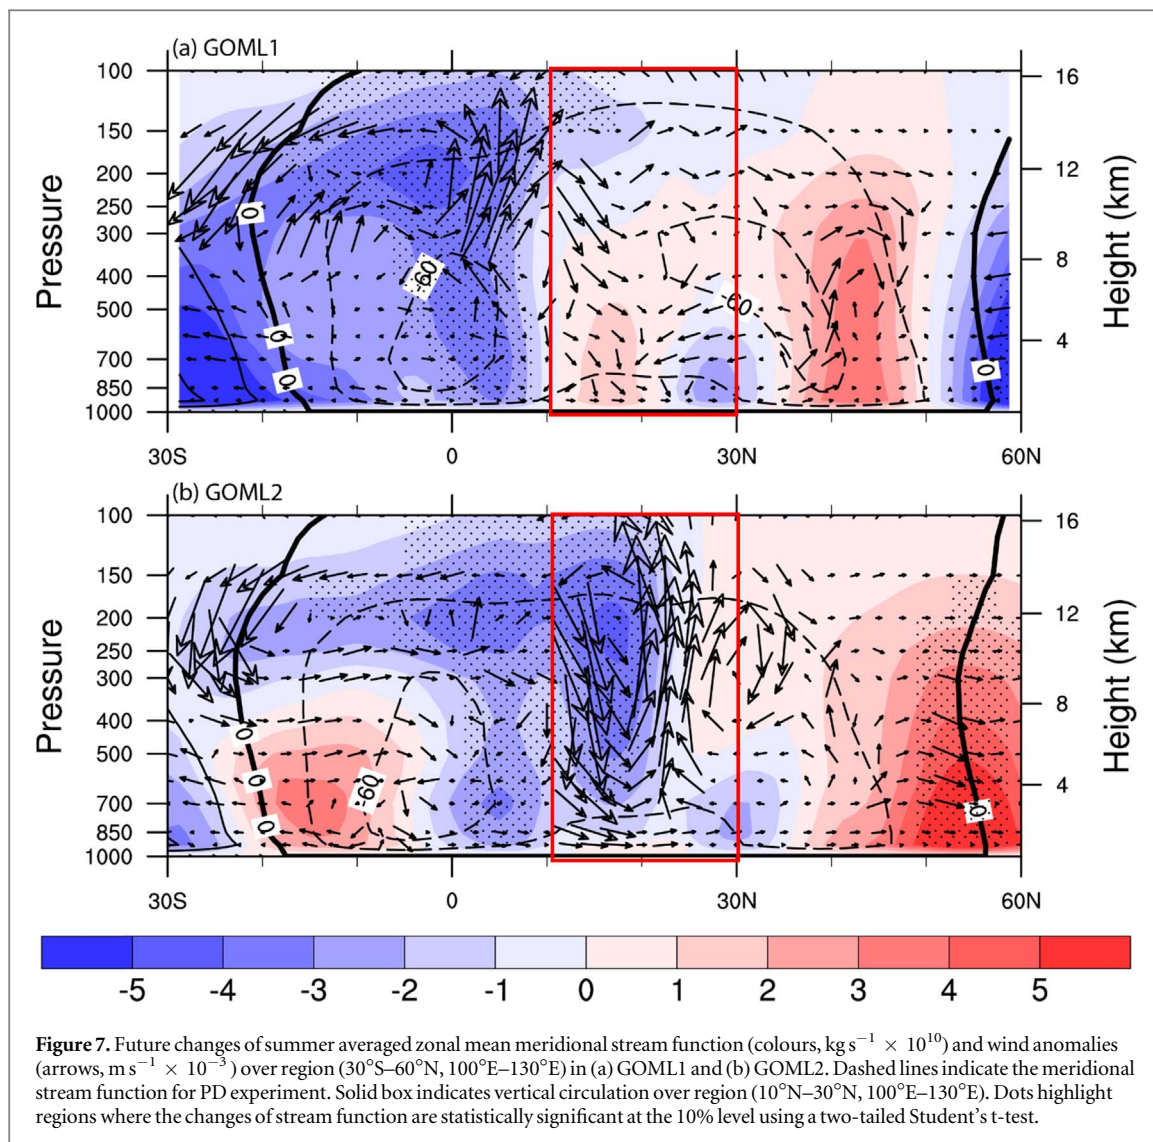 (a) GOML1
100
150
200
250
300
400
500
700
850
1000
Pressure
16
12
8
4
Height (km)
0
0
0
-60
-60
0
30S
0
30N
60N
(b) GOML2
100
150
200
250
300
400
500
700
850
1000
Pressure
16
12
8
4
Height (km)
0
0
0
-60
0
30S
0
30N
60N
-5 -4 -3 -2 -1 0 1 2 3 4 5
Figure 7. Future changes of summer averaged zonal mean meridional stream function (colours, kg s⁻¹ × 10¹⁰) and wind anomalies
(arrows, m s⁻¹ × 10⁻³) over region (30°S–60°N, 100°E–130°E) in (a) GOML1 and (b) GOML2. Dashed lines indicate the meridional
stream function for PD experiment. Solid box indicates vertical circulation over region (10°N–30°N, 100°E–130°E). Dots highlight
regions where the changes of stream function are statistically significant at the 10% level using a two-tailed Student's t-test.